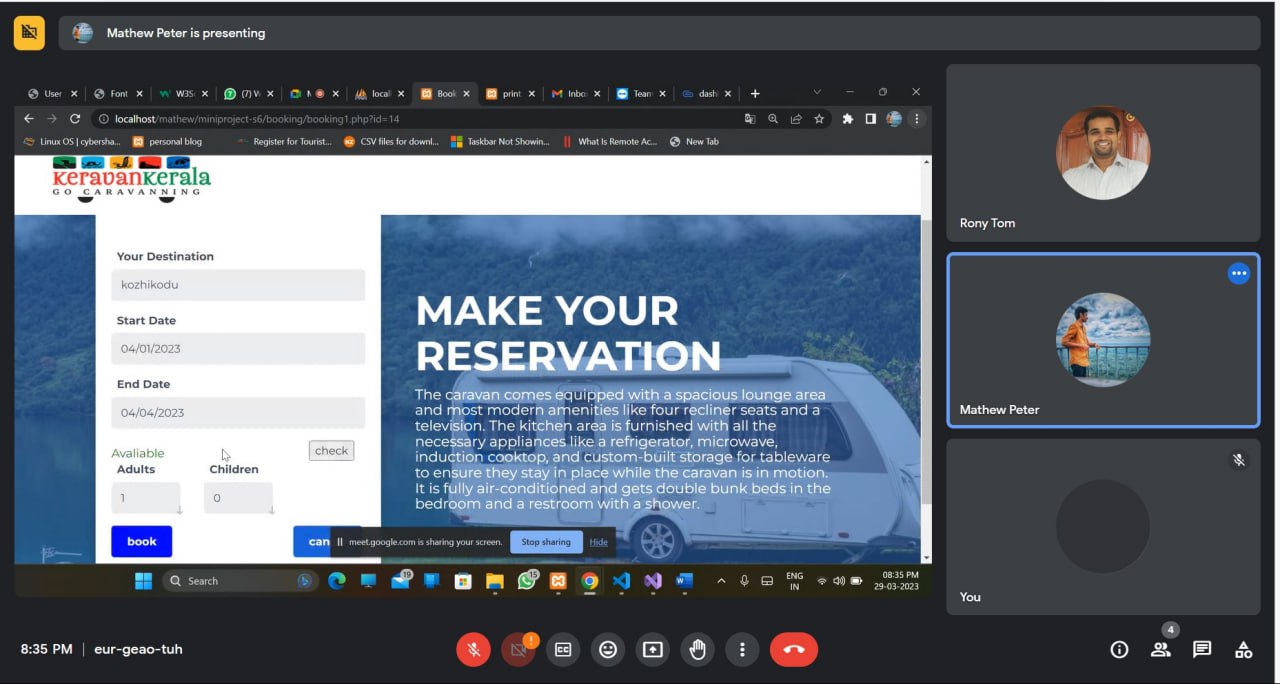 Mathew Peter is presenting
User
Font
W3S
(7) W
local
Book
print
Inbo
Team
dash
localhost/mathew/miniproject-s6/booking/booking1.php?id=14
Linux OS | cybersha...
personal blog
Register for Tourist...
CSV files for downl...
Taskbar Not Showin...
What Is Remote Ac...
New Tab
keravankerala
GO CARAVANNING
Your Destination
kozhikodu
Start Date
04/01/2023
End Date
04/04/2023
Avaliable
check
Adults
Children
1
0
book
can
MAKE YOUR
RESERVATION
The caravan comes equipped with a spacious lounge area
and most modern amenities like four recliner seats and a
television. The kitchen area is furnished with all the
necessary appliances like a refrigerator, microwave,
induction cooktop, and custom-built storage for tableware
to ensure they stay in place while the caravan is in motion.
It is fully air-conditioned and gets double bunk beds in the
bedroom and a restroom with a shower.
meet.google.com is sharing your screen.
Stop sharing
Hide
Search
19
15
ENG
IN
08:35 PM
29-03-2023
Rony Tom
Mathew Peter
You
8:35 PM | eur-geao-tuh
4